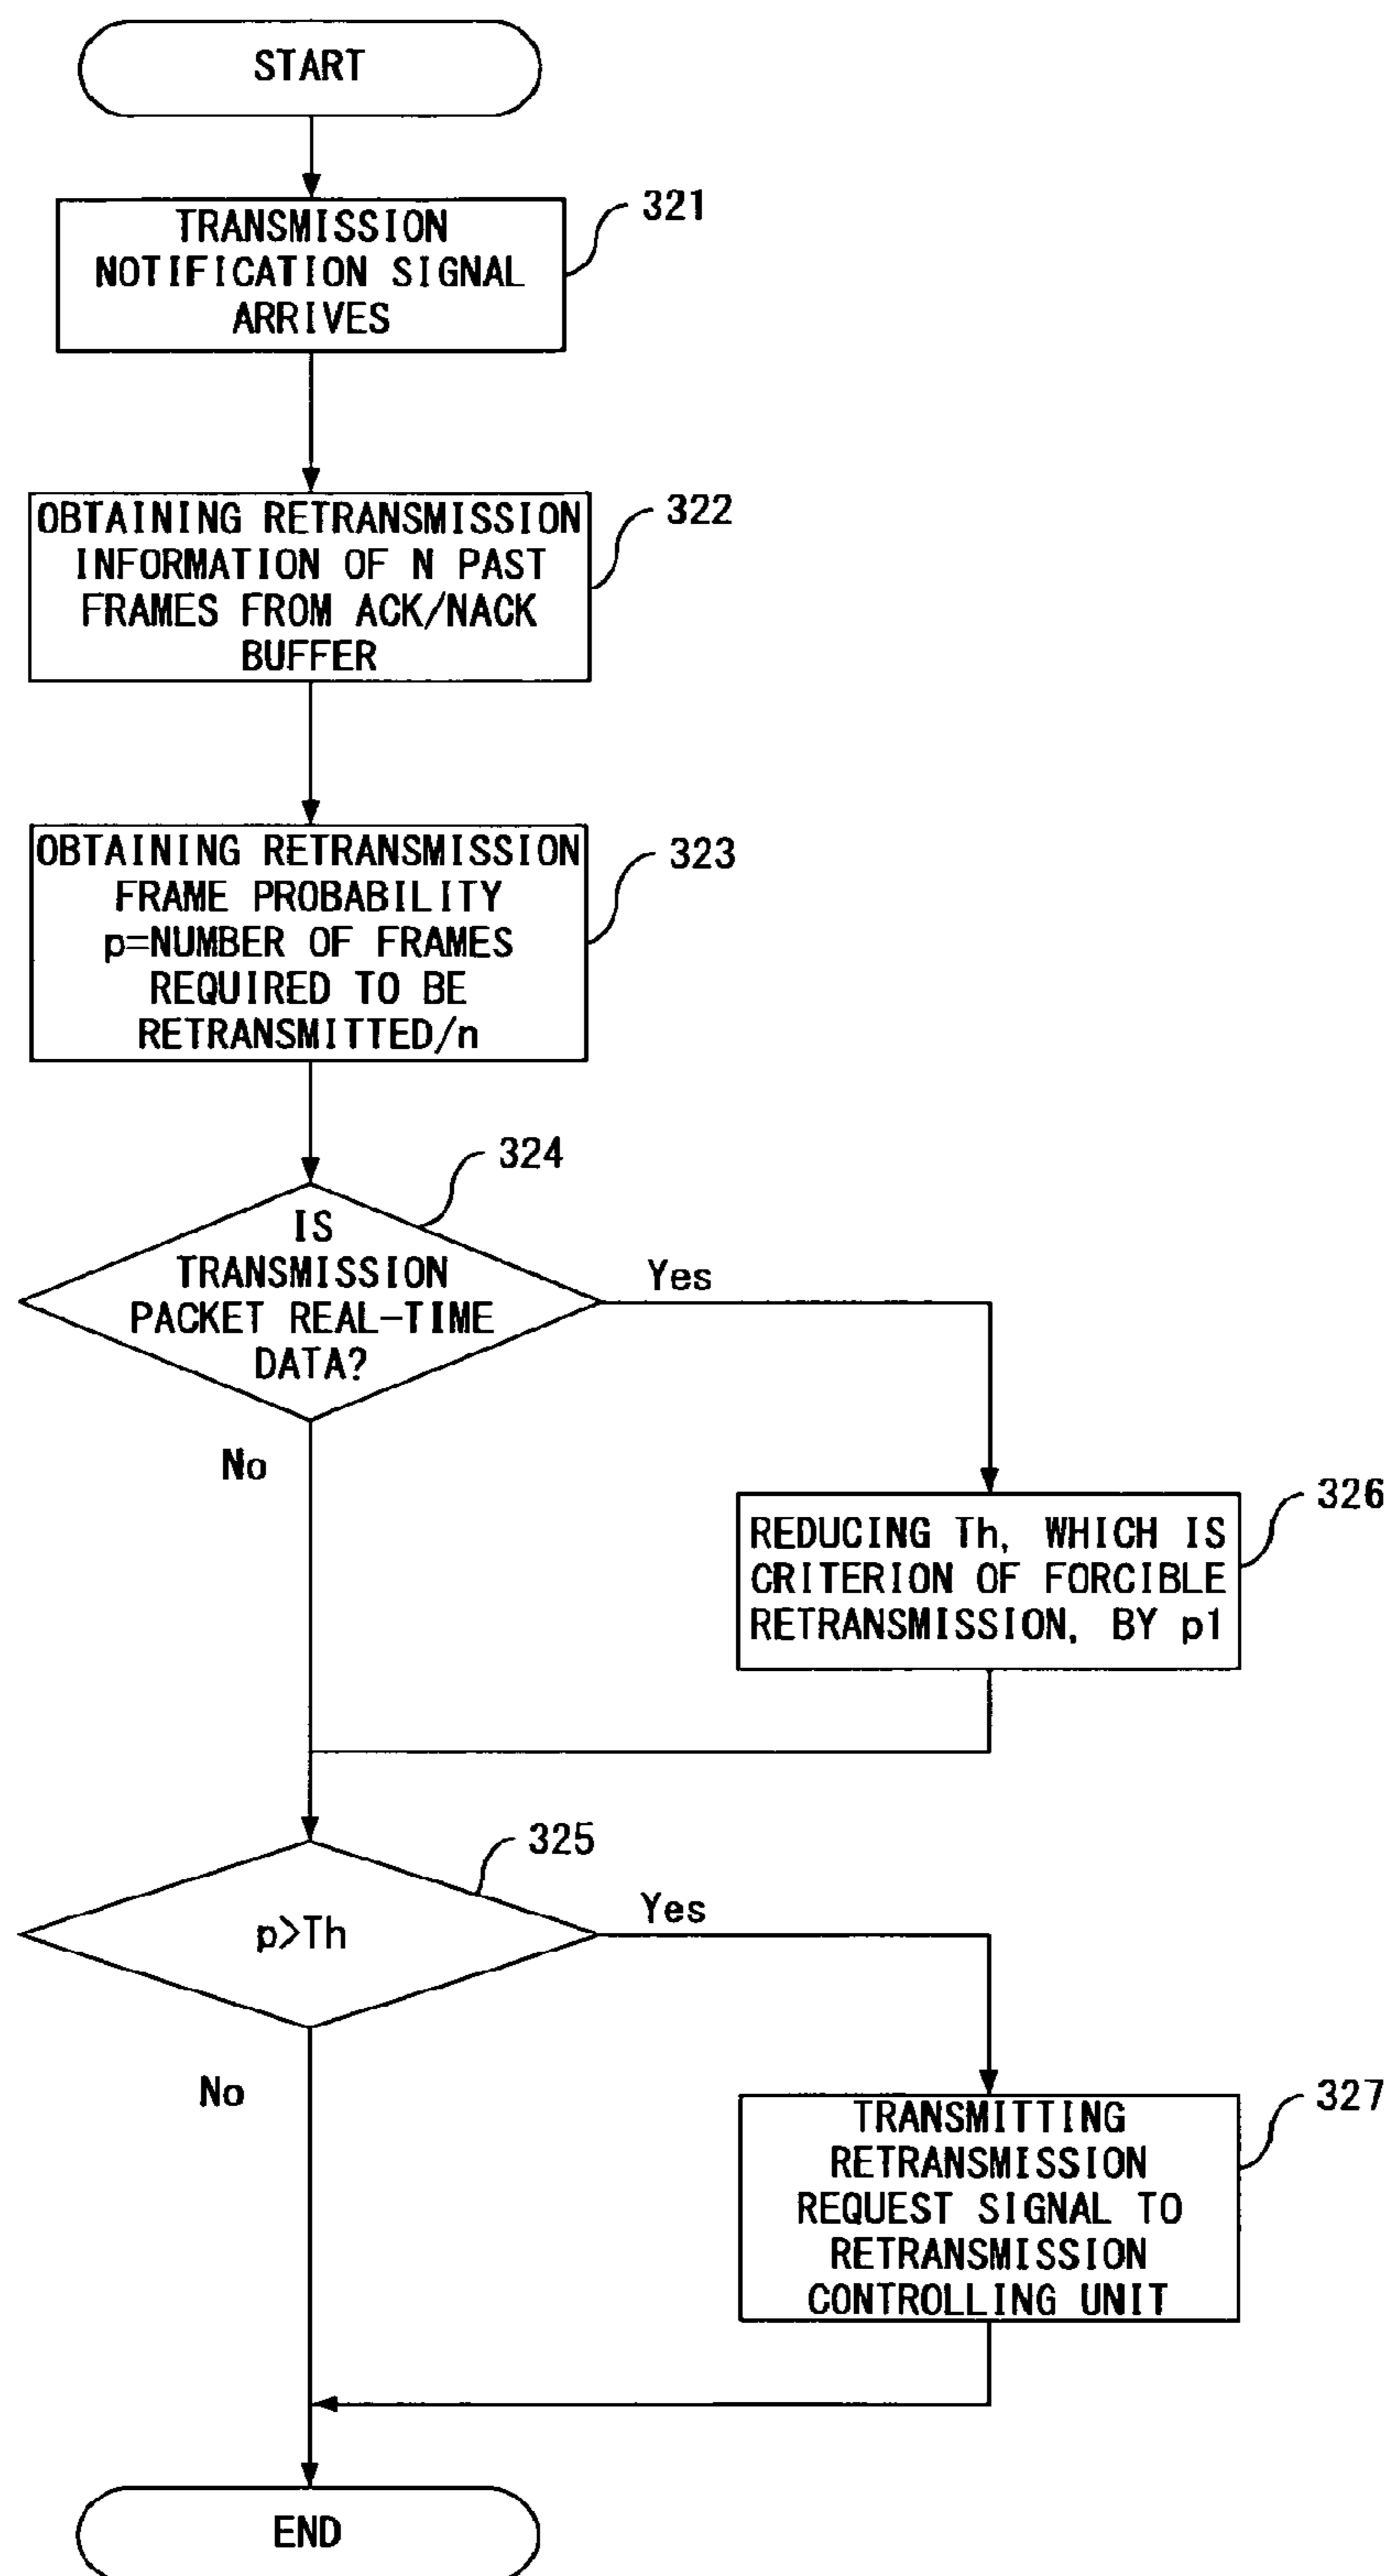 START
321
TRANSMISSION
NOTIFICATION SIGNAL
ARRIVES
322
OBTAINING RETRANSMISSION
INFORMATION OF N PAST
FRAMES FROM ACK/NACK
BUFFER
323
OBTAINING RETRANSMISSION
FRAME PROBABILITY
p=NUMBER OF FRAMES
REQUIRED TO BE
RETRANSMITTED/n
324
IS
TRANSMISSION
PACKET REAL-TIME
DATA?
Yes
No
326
REDUCING Th, WHICH IS
CRITERION OF FORCIBLE
RETRANSMISSION, BY p1
325
p>Th
Yes
No
327
TRANSMITTING
RETRANSMISSION
REQUEST SIGNAL TO
RETRANSMISSION
CONTROLLING UNIT
END